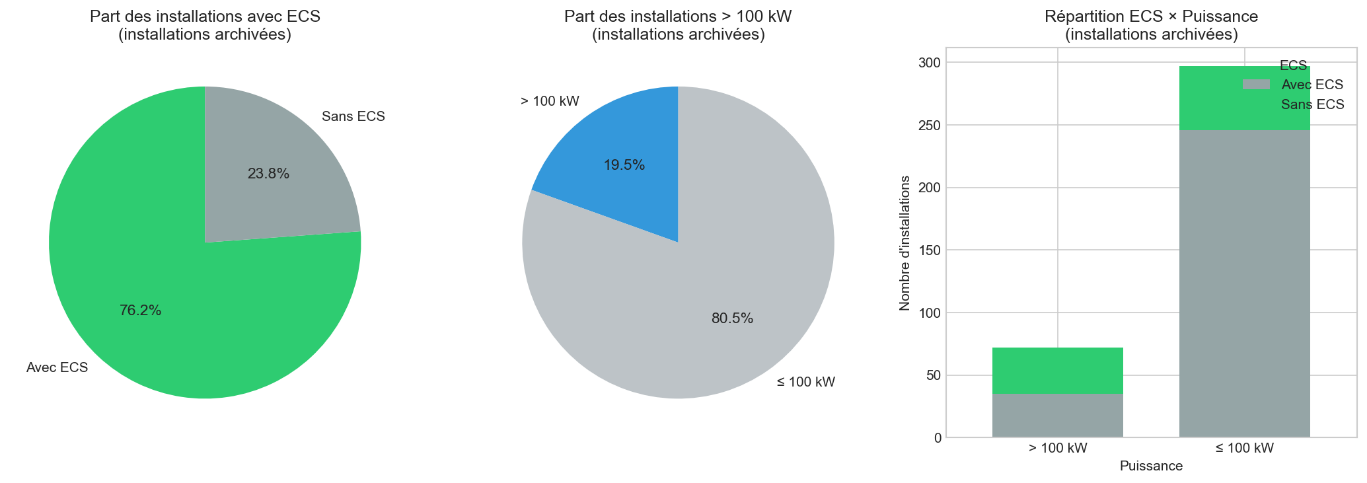 Part des installations avec ECS
(installations archivées)
Sans ECS
23.8%
76.2%
Avec ECS
Part des installations > 100 kW
(installations archivées)
> 100 kW
19.5%
80.5%
≤ 100 kW
Répartition ECS × Puissance
(installations archivées)
ECS
Avec ECS
Sans ECS
Nombre d'installations
300
250
200
150
100
50
0
> 100 kW
≤ 100 kW
Puissance